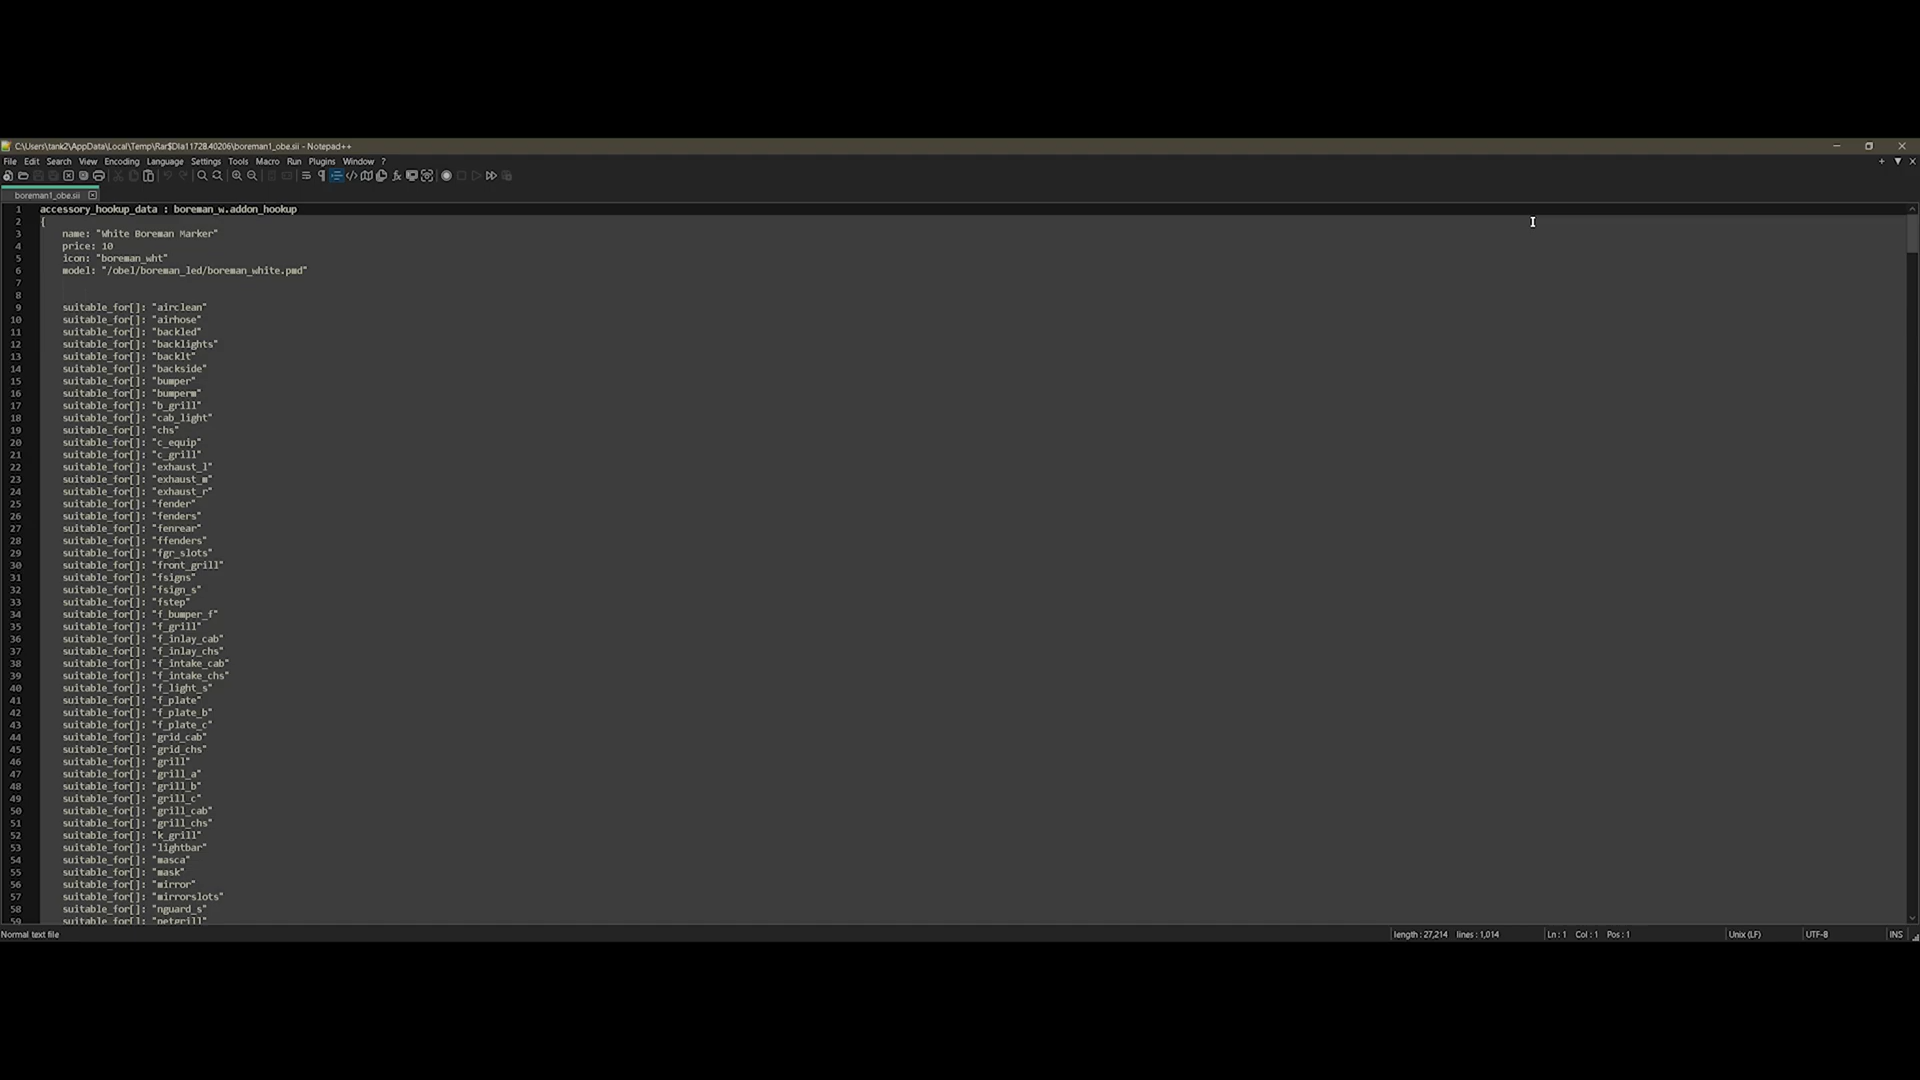 C:\Users\tank2\AppData\Local\Temp\Rar$DIa11728.40206\boreman1_obe.sii - Notepad++
File Edit Search View Encoding Language Settings Tools Macro Run Plugins Window ?
boreman1_obe.sii
1 accessory_hookup_data : boreman_w.addon_hookup
2 {
3 name: "White Boreman Marker"
4 price: 10
5 icon: "boreman_wht"
6 model: "/obel/boreman_led/boreman_white.pmd"
7
8
9 suitable_for[]: "airclean"
10 suitable_for[]: "airhose"
11 suitable_for[]: "backled"
12 suitable_for[]: "backlights"
13 suitable_for[]: "backlt"
14 suitable_for[]: "backside"
15 suitable_for[]: "bumper"
16 suitable_for[]: "bumperm"
17 suitable_for[]: "b_grill"
18 suitable_for[]: "cab_light"
19 suitable_for[]: "chs"
20 suitable_for[]: "c_equip"
21 suitable_for[]: "c_grill"
22 suitable_for[]: "exhaust_l"
23 suitable_for[]: "exhaust_m"
24 suitable_for[]: "exhaust_r"
25 suitable_for[]: "fender"
26 suitable_for[]: "fenders"
27 suitable_for[]: "fenrear"
28 suitable_for[]: "ffenders"
29 suitable_for[]: "fgr_slots"
30 suitable_for[]: "front_grill"
31 suitable_for[]: "fsigns"
32 suitable_for[]: "fsign_s"
33 suitable_for[]: "fstep"
34 suitable_for[]: "f_bumper_f"
35 suitable_for[]: "f_grill"
36 suitable_for[]: "f_inlay_cab"
37 suitable_for[]: "f_inlay_chs"
38 suitable_for[]: "f_intake_cab"
39 suitable_for[]: "f_intake_chs"
40 suitable_for[]: "f_light_s"
41 suitable_for[]: "f_plate"
42 suitable_for[]: "f_plate_b"
43 suitable_for[]: "f_plate_c"
44 suitable_for[]: "grid_cab"
45 suitable_for[]: "grid_chs"
46 suitable_for[]: "grill"
47 suitable_for[]: "grill_a"
48 suitable_for[]: "grill_b"
49 suitable_for[]: "grill_c"
50 suitable_for[]: "grill_cab"
51 suitable_for[]: "grill_chs"
52 suitable_for[]: "k_grill"
53 suitable_for[]: "lightbar"
54 suitable_for[]: "masca"
55 suitable_for[]: "mask"
56 suitable_for[]: "mirror"
57 suitable_for[]: "mirrorslots"
58 suitable_for[]: "nguard_s"
59 suitable_for[]: "netgrill"
Normal text file length : 27,214 lines : 1,014 Ln : 1 Col : 1 Pos : 1 Unix (LF) UTF-8 INS